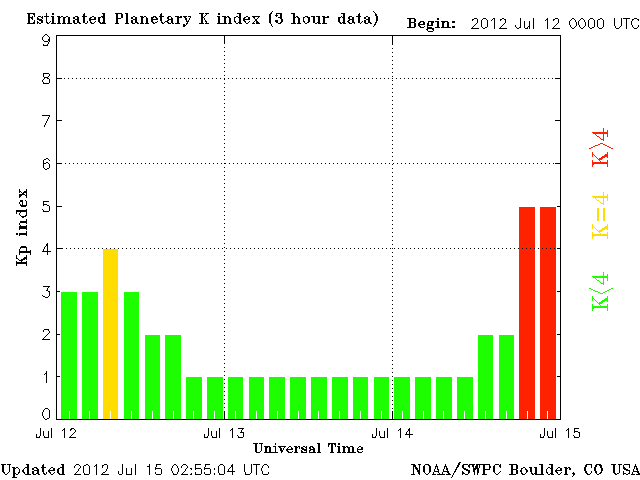 Estimated Planetary K index (3 hour data) Begin: 2012 Jul 12 0000 UTC
9
8
7
6
5
4
3
2
1
0
Kp index
K>4
K=4
K<4
Jul 12 Jul 13 Jul 14 Jul 15
Universal Time
Updated 2012 Jul 15 02:55:04 UTC NOAA/SWPC Boulder, CO USA